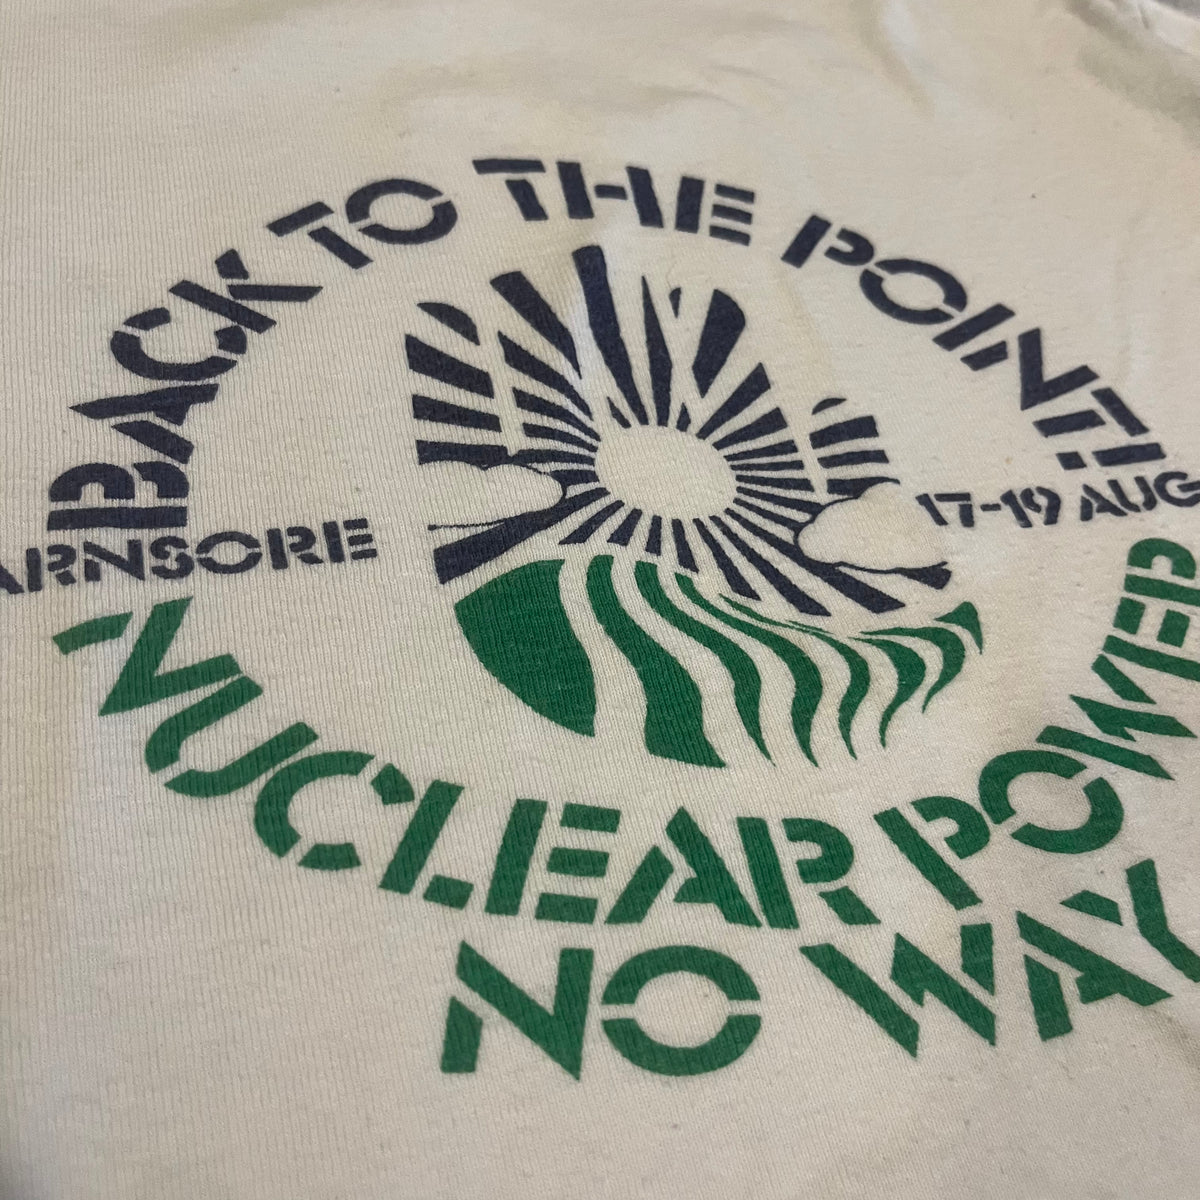 BACK TO THE POINT!
ARNSORE
17-19 AUG
NUCLEAR POWER
NO WAY